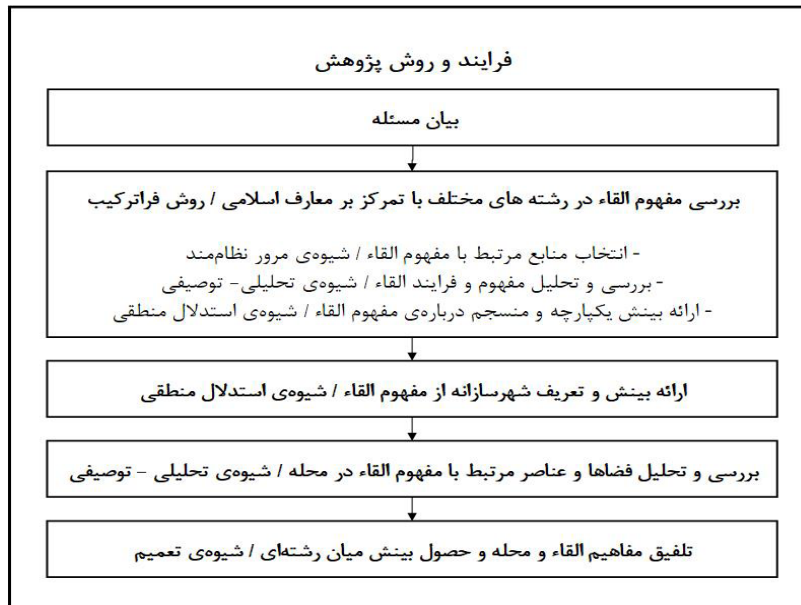 فرایند و روش پژوهش
بیان مسئله
بررسی مفهوم القاء در رشته های مختلف با تمرکز بر معارف اسلامی / روش فراترکیب
- انتخاب منابع مرتبط با مفهوم القاء / شیوه‌ی مرور نظام‌مند
- بررسی و تحلیل مفهوم و فرایند القاء / شیوه‌ی تحلیلی- توصیفی
- ارائه بینش یکپارچه و منسجم درباره‌ی مفهوم القاء / شیوه‌ی استدلال منطقی
ارائه بینش و تعریف شهرسازانه از مفهوم القاء / شیوه‌ی استدلال منطقی
بررسی و تحلیل فضاها و عناصر مرتبط با مفهوم القاء در محله / شیوه‌ی تحلیلی – توصیفی
تلفیق مفاهیم القاء و محله و حصول بینش میان رشته‌ای / شیوه‌ی تعمیم